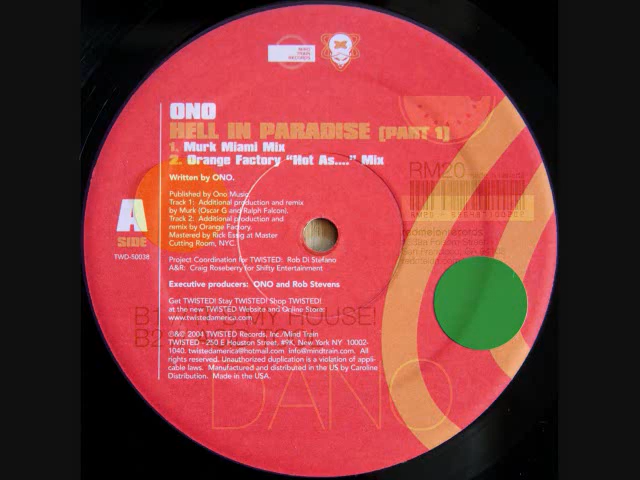 MIND
TRAIN
RECORDS
ONO
HELL IN PARADISE (PART 1)
1. Murk Miami Mix
2. Orange Factory “Hot As....” Mix
Written by ONO.
Published by Ono Music.
Track 1: Additional production and remix
by Murk (Oscar G and Ralph Falcon).
Track 2: Additional production and
remix by Orange Factory.
Mastered by Rick Essig at Master
Cutting Room, NYC.
A
SIDE
TWD-50038
Project Coordination for TWISTED: Rob Di Stefano
A&R: Craig Roseberry for Shifty Entertainment
Executive producers: ONO and Rob Stevens
Get TWISTED! Stay TWISTED! Shop TWISTED!
at the new TWISTED Website and Online Store:
www.twistedamerica.com
℗&© 2004 TWISTED Records, Inc./Mind Train
TWISTED - 250 E Houston Street. #9K, New York NY 10002-
1040. twistedamerica@hotmail.com info@mindtrain.com. All
rights reserved. Unauthorized duplication is a violation of appli-
cable laws. Manufactured and distributed in the US by Caroline
Distribution. Made in the USA.
RM20
B1
MY HOUSE!
B2
DANO